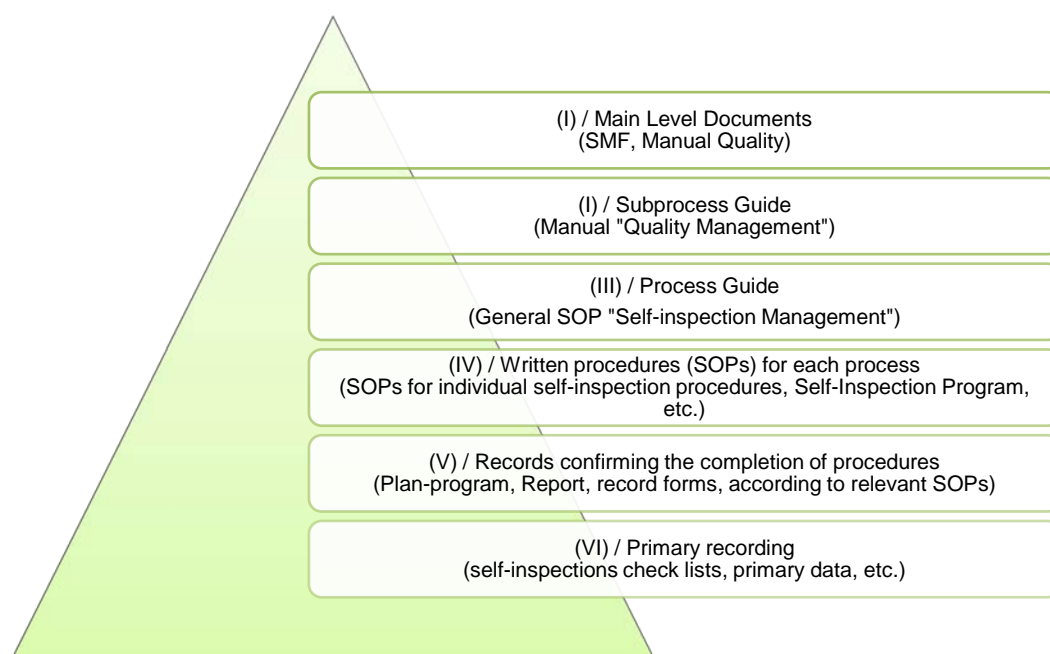 (I) / Main Level Documents
(SMF, Manual Quality)
(I) / Subprocess Guide
(Manual "Quality Management")
(III) / Process Guide
(General SOP "Self-inspection Management")
(IV) / Written procedures (SOPs) for each process
(SOPs for individual self-inspection procedures, Self-Inspection Program,
etc.)
(V) / Records confirming the completion of procedures
(Plan-program, Report, record forms, according to relevant SOPs)
(VI) / Primary recording
(self-inspections check lists, primary data, etc.)